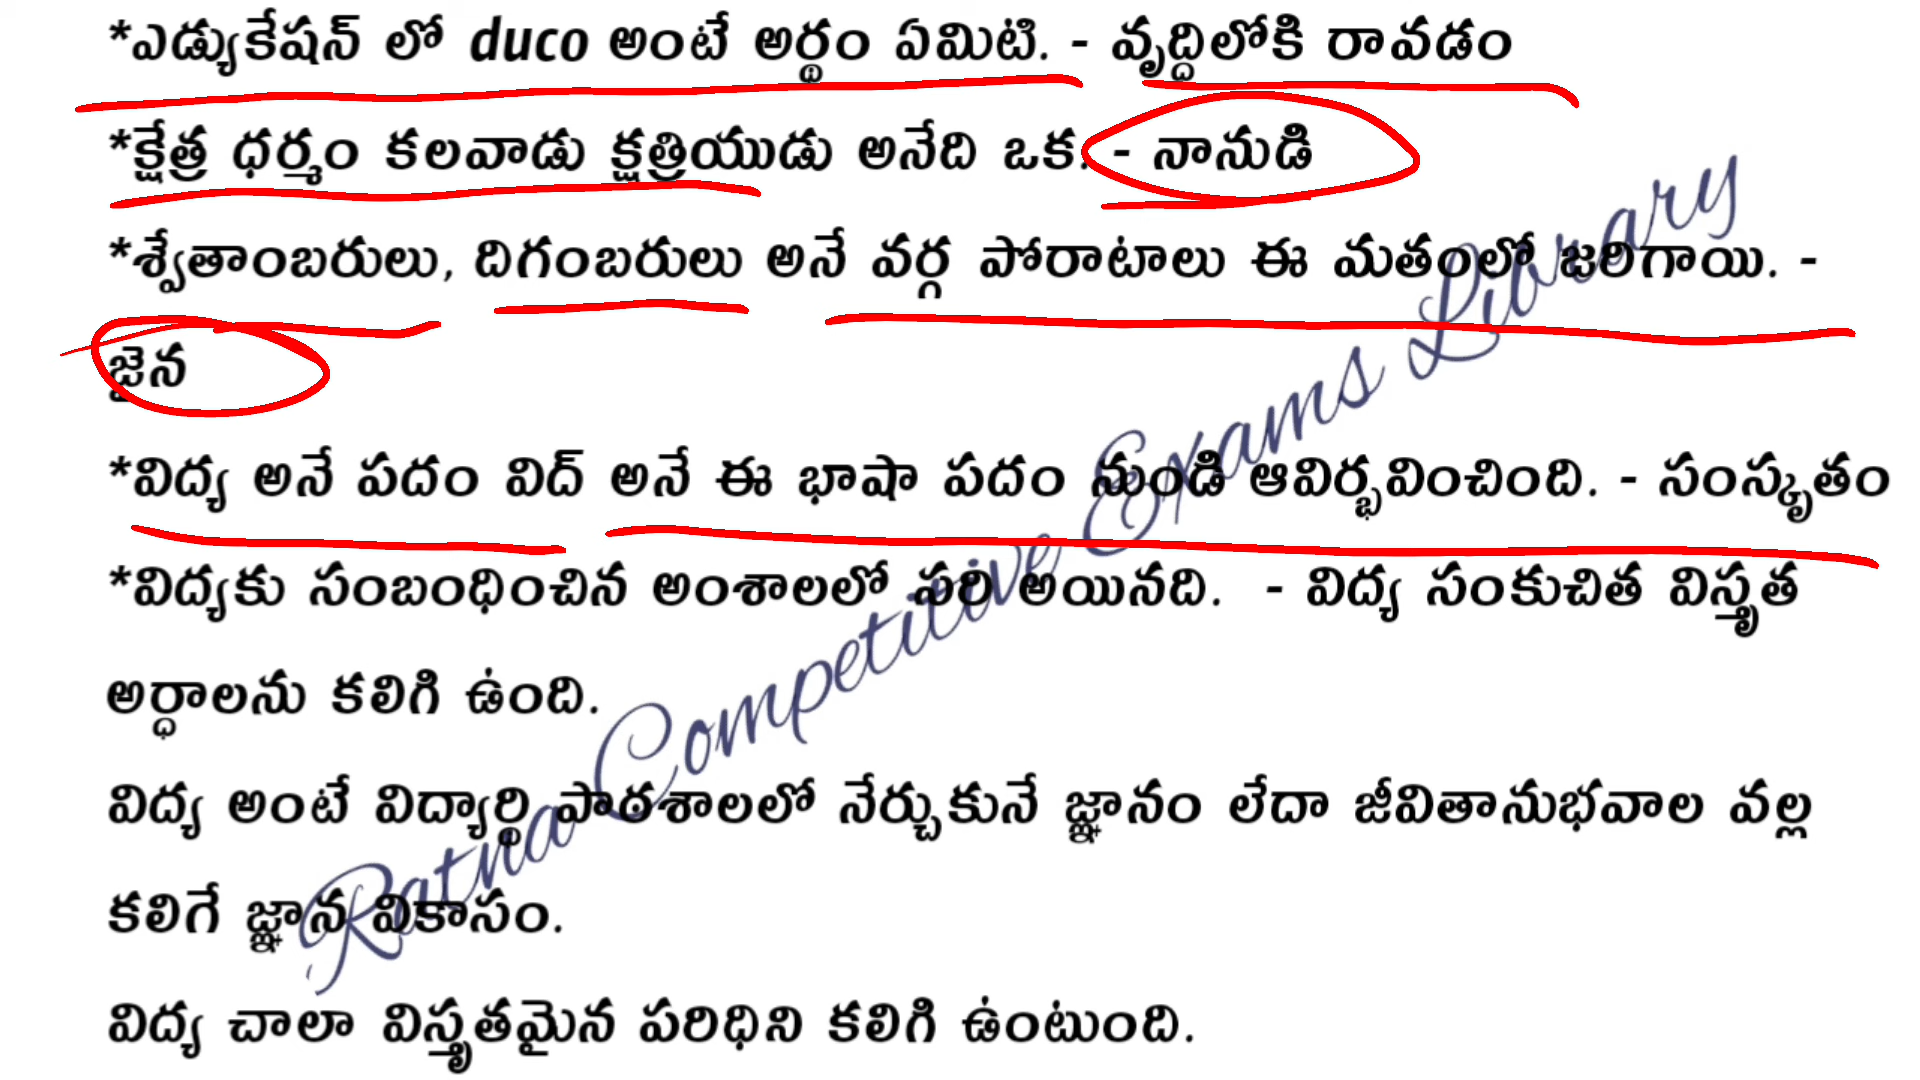 *ఎడ్యుకేషన్ లో duco అంటే అర్థం ఏమిటి. - వృద్ధిలోకి రావడం
*క్షేత్ర ధర్మం కలవాడు క్షత్రియుడు అనేది ఒక. - నానుడి
*శ్వేతాంబరులు, దిగంబరులు అనే వర్గ పోరాటాలు ఈ మతంలో జరిగాయి. -
జైన
*విద్య అనే పదం విద్ అనే ఈ భాషా పదం నుండి ఆవిర్భవించింది. - సంస్కృతం
*విద్యకు సంబంధించిన అంశాలలో సరి అయినది. - విద్య సంకుచిత విస్తృత
అర్ధాలను కలిగి ఉంది.
విద్య అంటే విద్యార్థి పాఠశాలలో నేర్చుకునే జ్ఞానం లేదా జీవితానుభవాల వల్ల
కలిగే జ్ఞాన వికాసం.
విద్య చాలా విస్తృతమైన పరిధిని కలిగి ఉంటుంది.
Ratna Competitive Exams Library